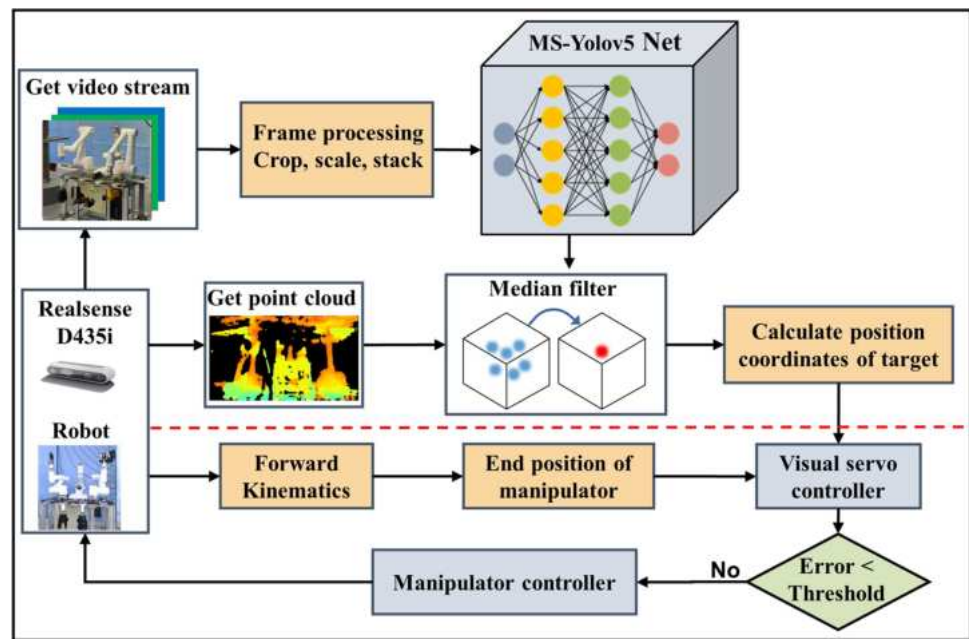 MS-Yolov5 Net
Get video stream
Frame processing
Crop, scale, stack
Realsense
D435i
Get point cloud
Median filter
Calculate position
coordinates of target
Robot
Forward
Kinematics
End position of
manipulator
Visual servo
controller
Manipulator controller
No
Error <
Threshold